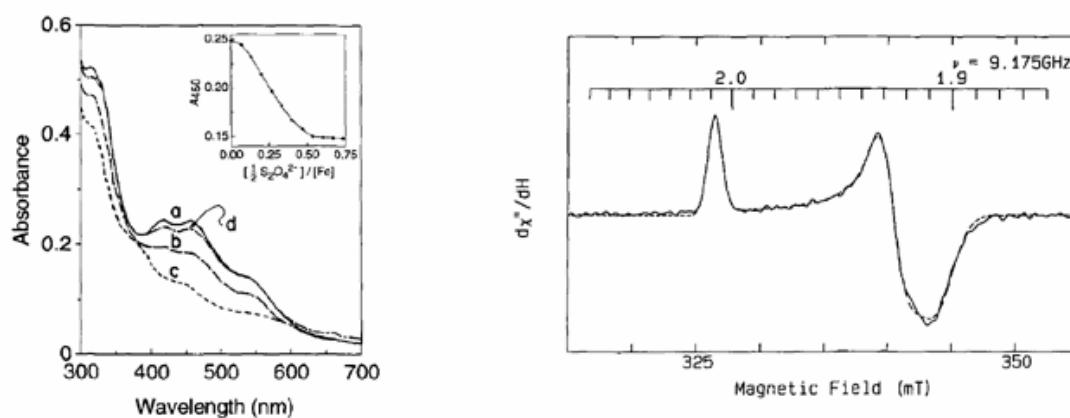 0.6
0.4
0.2
0
Absorbance
300 400 500 600 700
Wavelength (nm)
a
d
b
c
0.25
0.20
0.15
A460
0.00 0.25 0.50 0.75
[½ S₂O₄²⁻]/[Fe]
ν = 9.175GHz
2.0 1.9
dχ"/dH
325 350
Magnetic Field (mT)